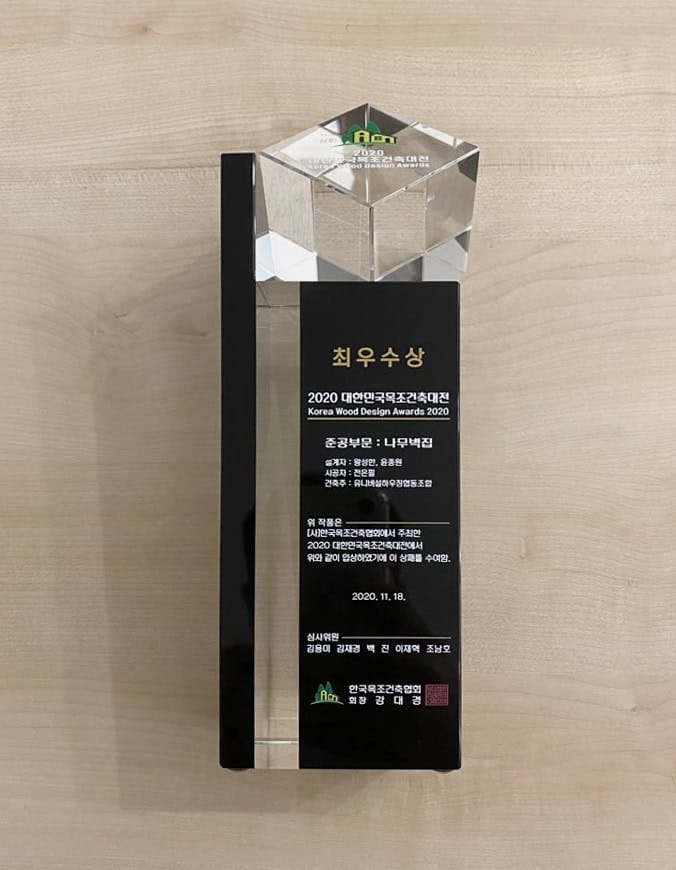 2020
대한민국목조건축대전
Korea Wood Design Awards
최우수상
2020 대한민국목조건축대전
Korea Wood Design Awards 2020
준공부문 : 나무벽집
설계자 : 왕성한, 윤종원
시공자 : 전은필
건축주 : 유니버설하우징협동조합
위 작품은
(사)한국목조건축협회에서 주최한
2020 대한민국목조건축대전에서
위와 같이 입상하였기에 이 상패를 수여함.
2020. 11. 18.
심사위원
김용미 김재경 백 진 이재혁 조남호
한국목조건축협회
회장 강 대 경